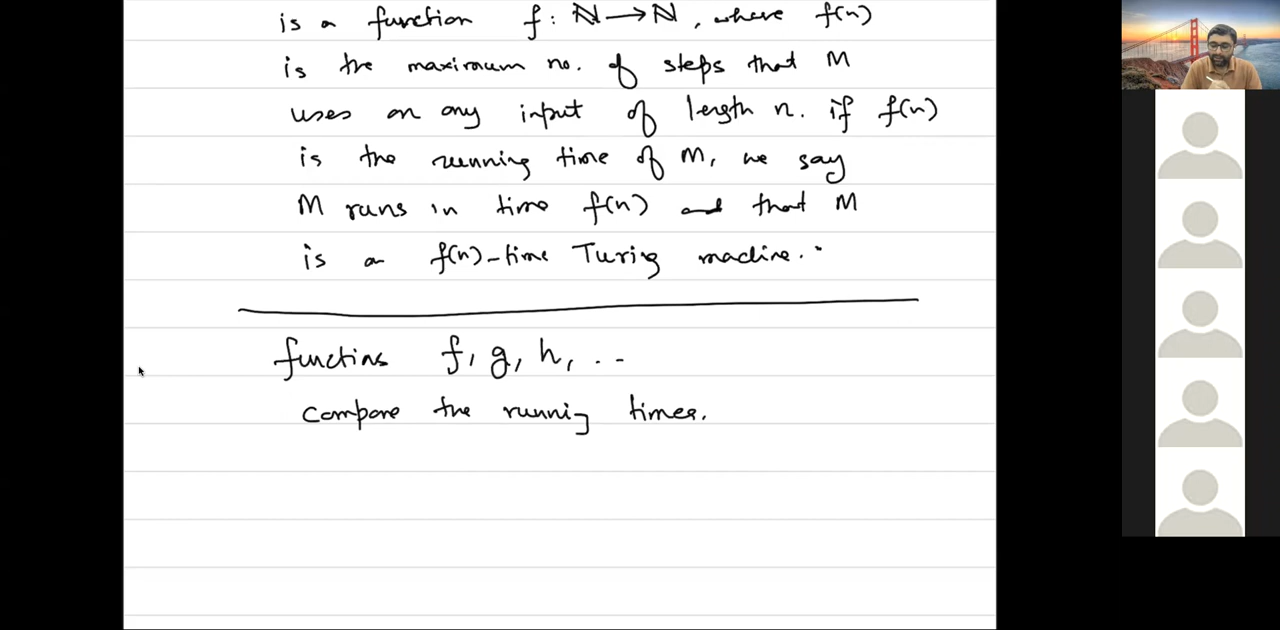 is a function f: ℕ → ℕ, where f(n)
is the maximum no. of steps that M
uses on any input of length n. if f(n)
is the running time of M, we say
M runs in time f(n) and that M
is an f(n)-time Turing machine.
functions f, g, h, ..
Compare the running times.